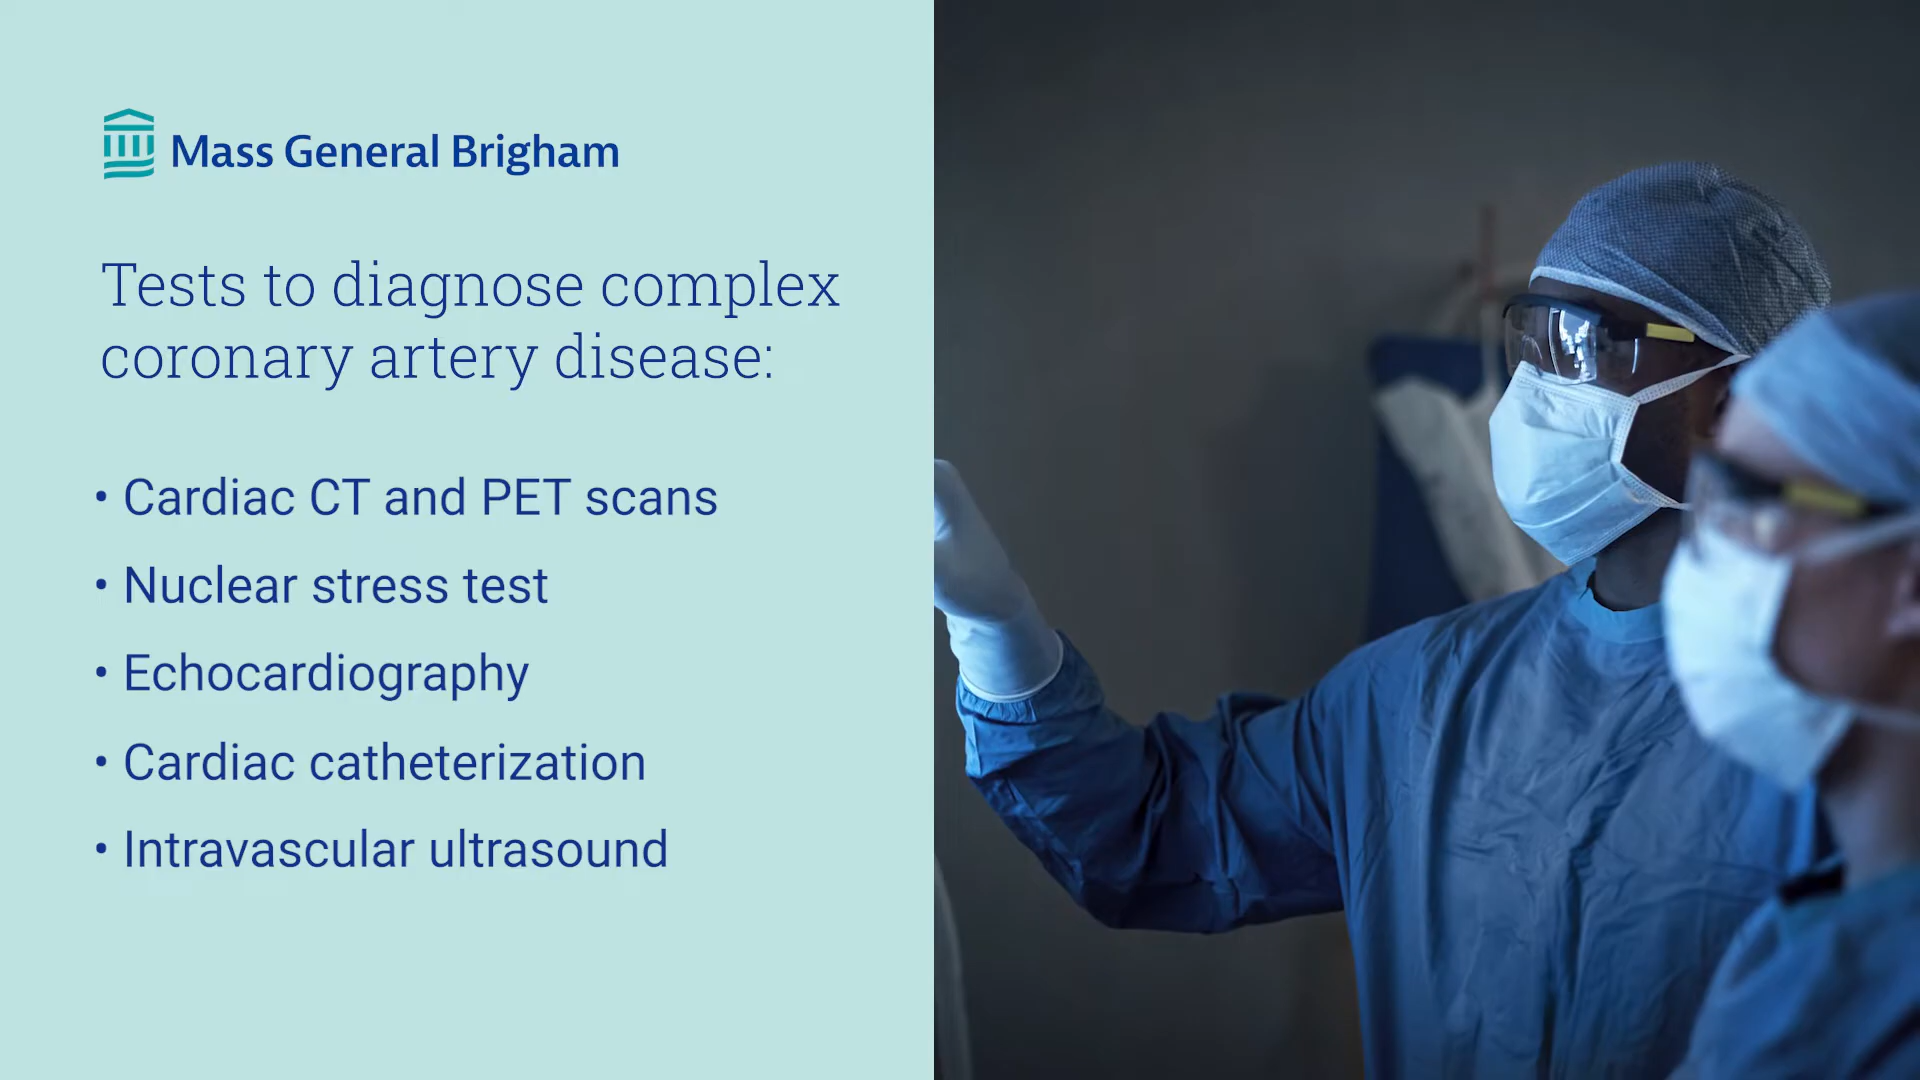 Mass General Brigham
Tests to diagnose complex
coronary artery disease:
• Cardiac CT and PET scans
• Nuclear stress test
• Echocardiography
• Cardiac catheterization
• Intravascular ultrasound